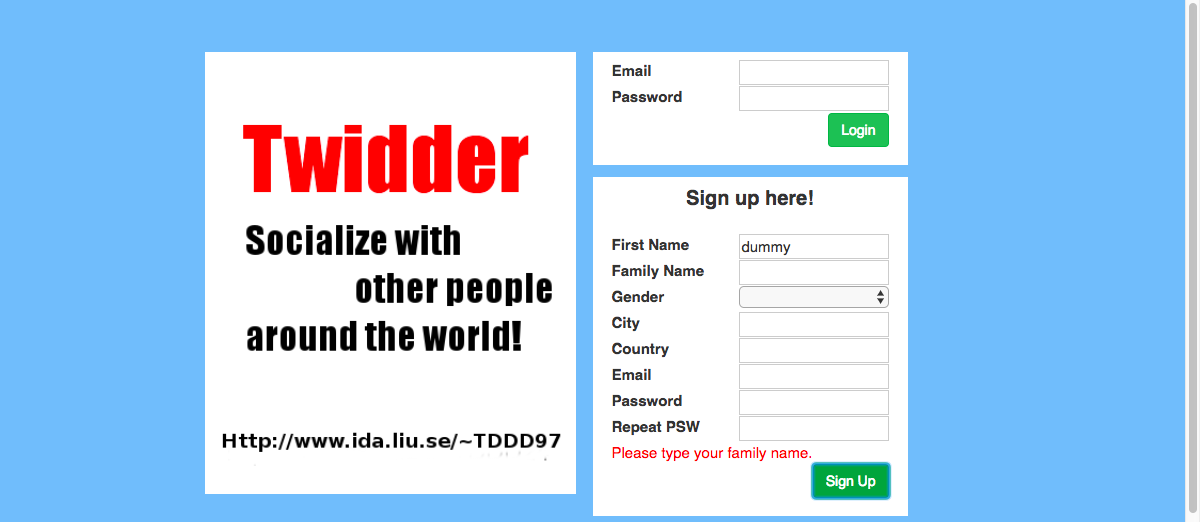 Twidder
Socialize with
other people
around the world!
Http://www.ida.liu.se/~TDDD97
Email
Password
Login
Sign up here!
First Name dummy
Family Name
Gender
City
Country
Email
Password
Repeat PSW
Please type your family name.
Sign Up